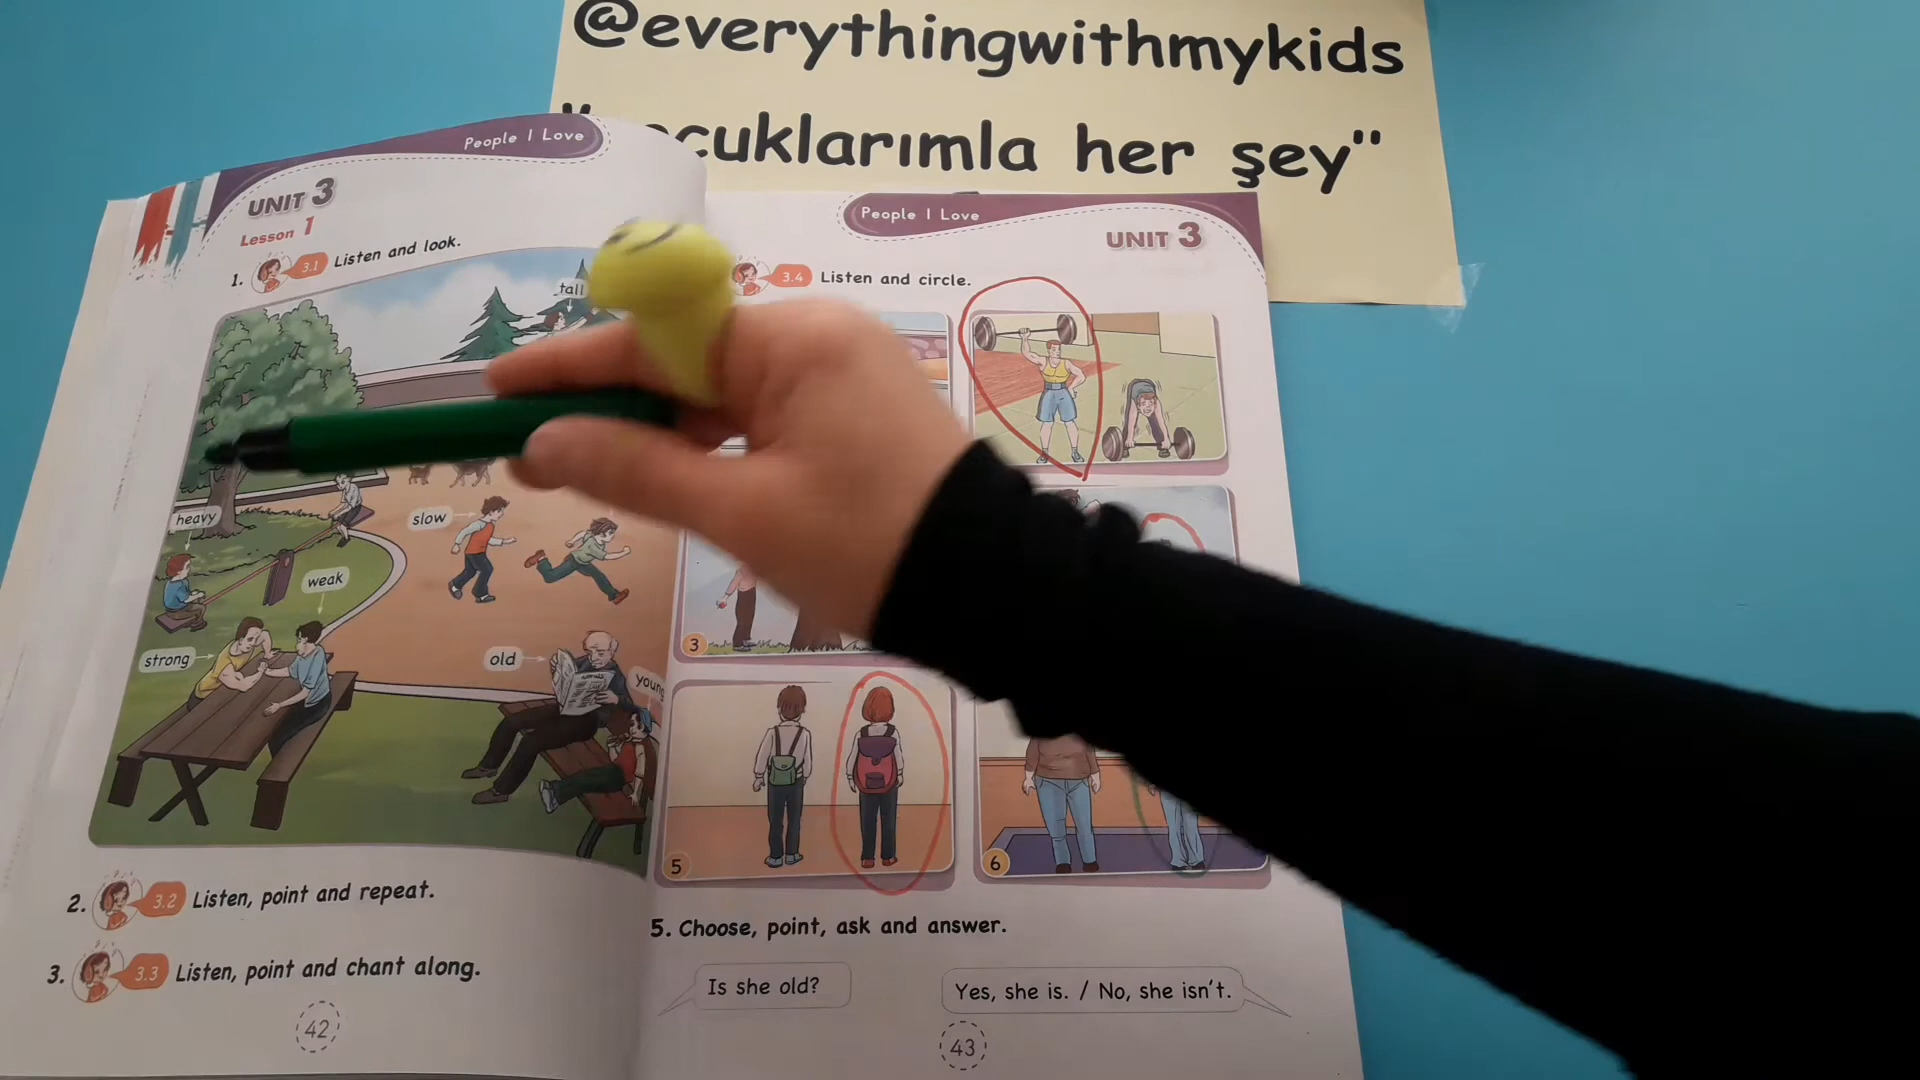 @everythingwithmykids
her şey"
People I Love
UNIT 3
Lesson 1
1. 3.1 Listen and look.
tall
heavy
slow
weak
strong
old
2. 3.2 Listen, point and repeat.
3. 3.3 Listen, point and chant along.
42
People I Love
UNIT 3
3.4 Listen and circle.
3
5
6
5. Choose, point, ask and answer.
Is she old?
Yes, she is. / No, she isn't.
43